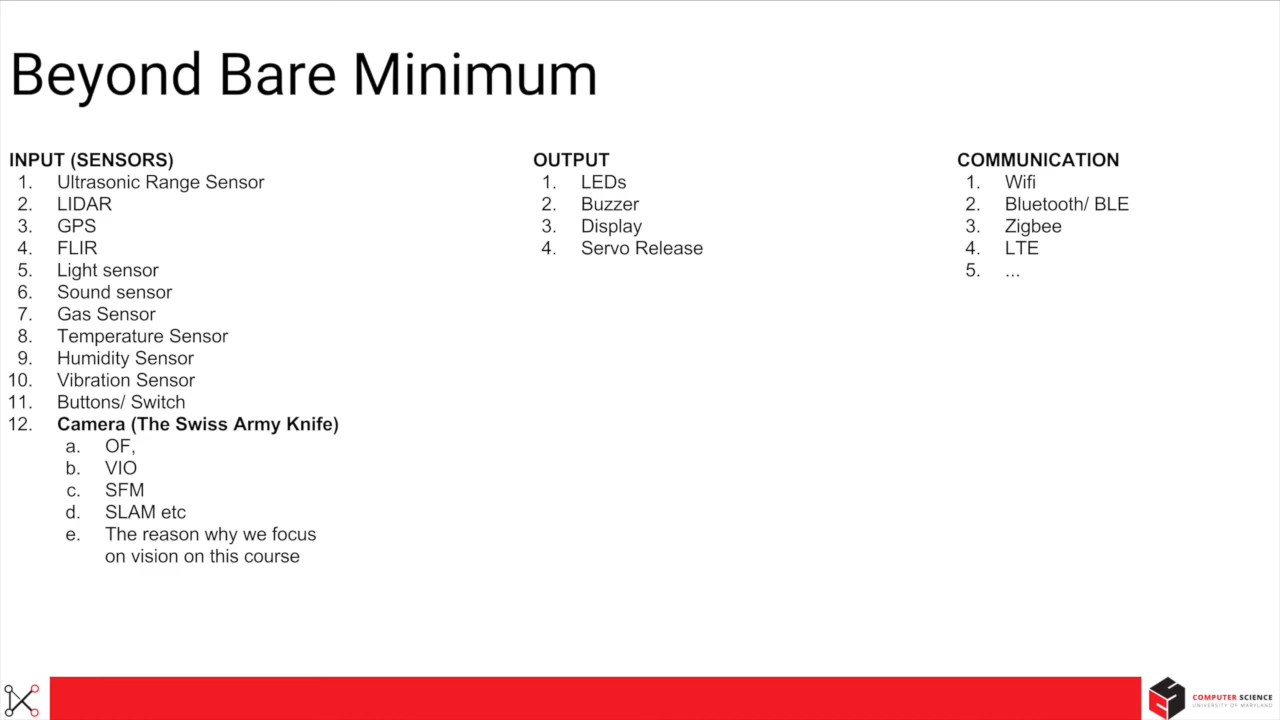 Beyond Bare Minimum
INPUT (SENSORS)
1. Ultrasonic Range Sensor
2. LIDAR
3. GPS
4. FLIR
5. Light sensor
6. Sound sensor
7. Gas Sensor
8. Temperature Sensor
9. Humidity Sensor
10. Vibration Sensor
11. Buttons/ Switch
12. Camera (The Swiss Army Knife)
a. OF,
b. VIO
c. SFM
d. SLAM etc
e. The reason why we focus
on vision on this course
OUTPUT
1. LEDs
2. Buzzer
3. Display
4. Servo Release
COMMUNICATION
1. Wifi
2. Bluetooth/ BLE
3. Zigbee
4. LTE
5. ...
COMPUTER SCIENCE
UNIVERSITY OF MARYLAND